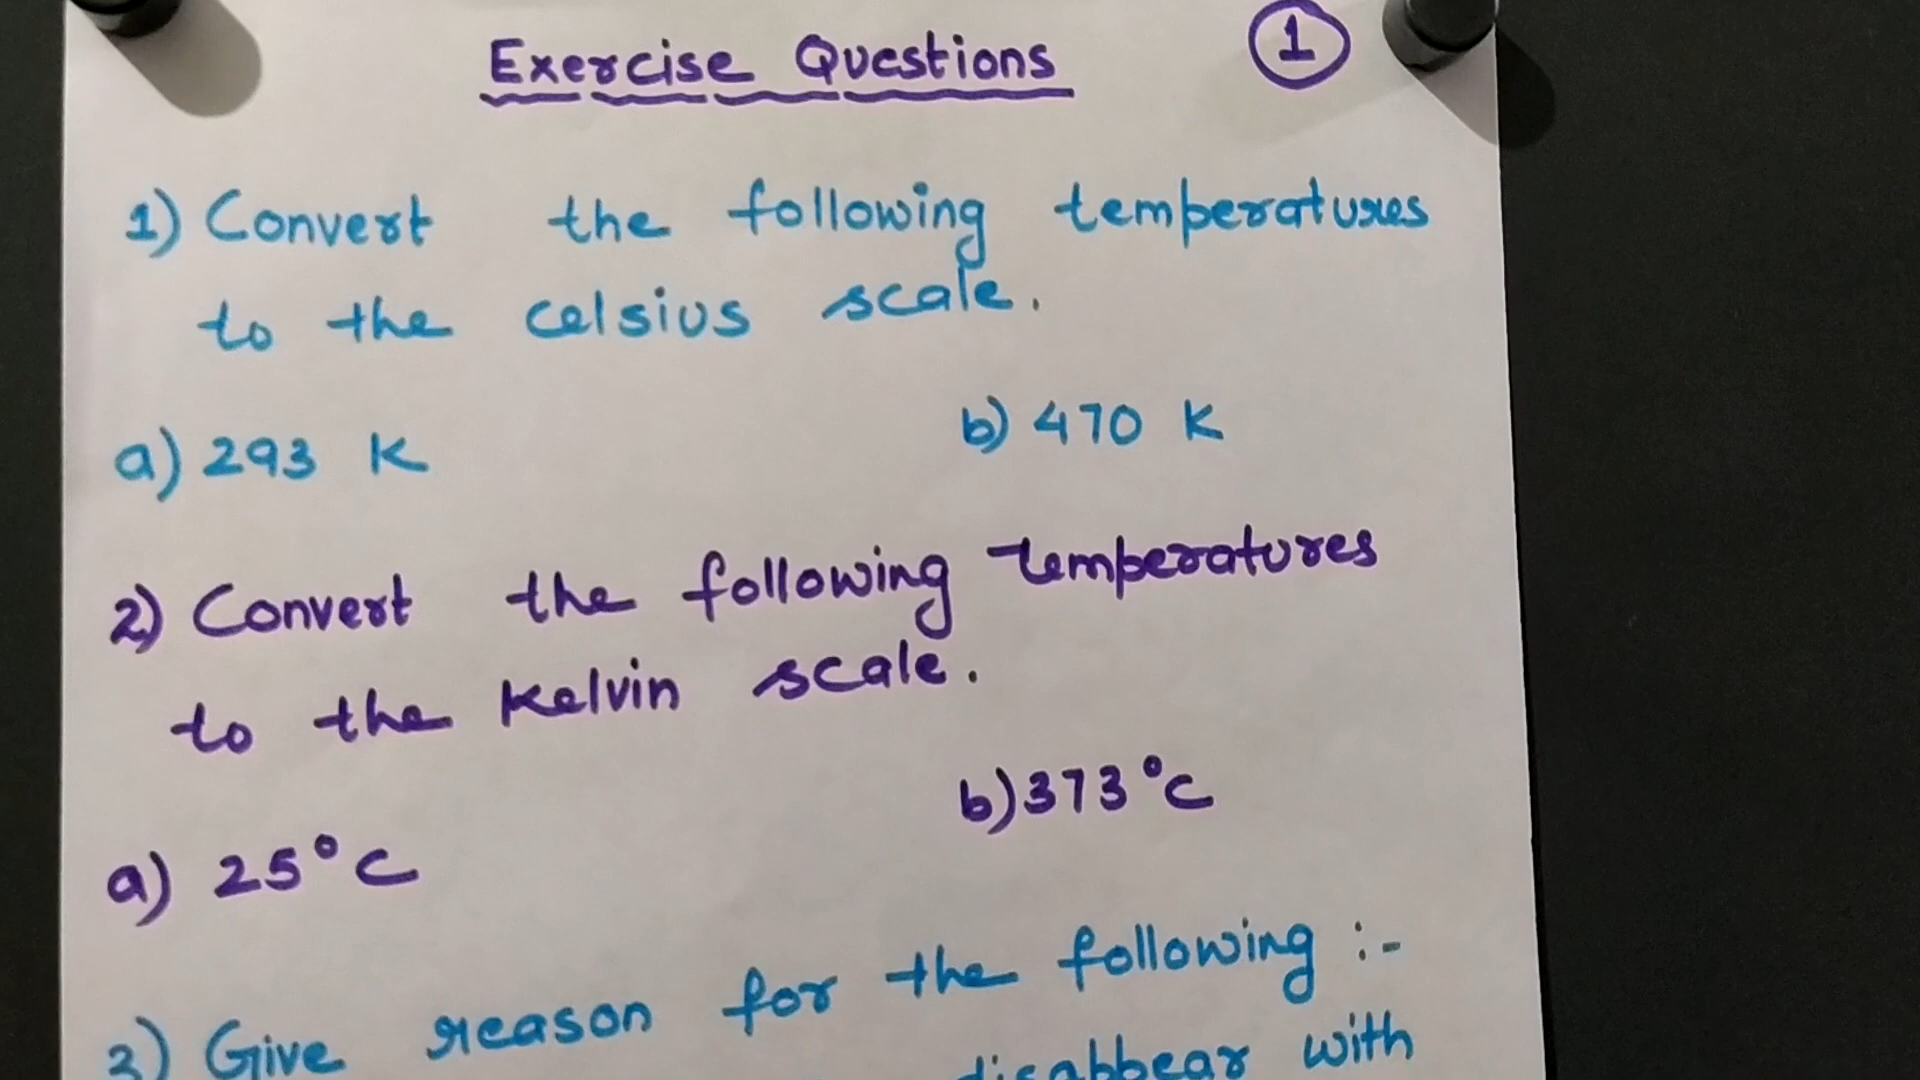 Exercise Questions
1
1) Convert the following temperatures
to the celsius scale.
a) 293 K b) 470 K
2) Convert the following temperatures
to the Kelvin scale.
a) 25°C b) 373°C
3) Give reason for the following :-
disappear with